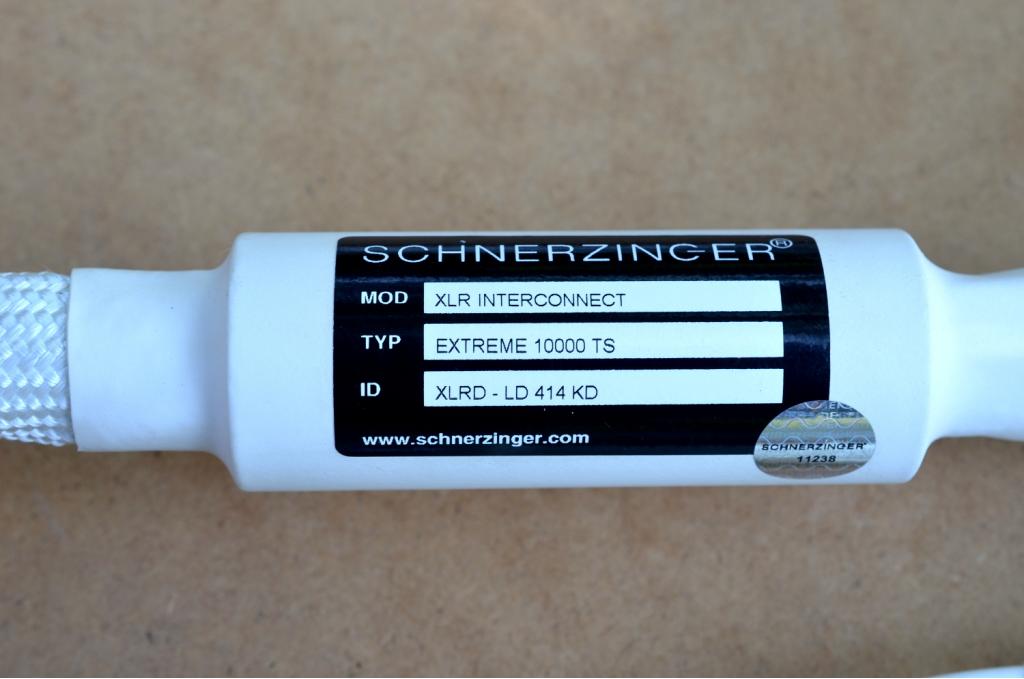 SCHNERZINGER®
MOD XLR INTERCONNECT
TYP EXTREME 10000 TS
ID XLRD - LD 414 KD
www.schnerzinger.com
SCHNERZINGER
11238